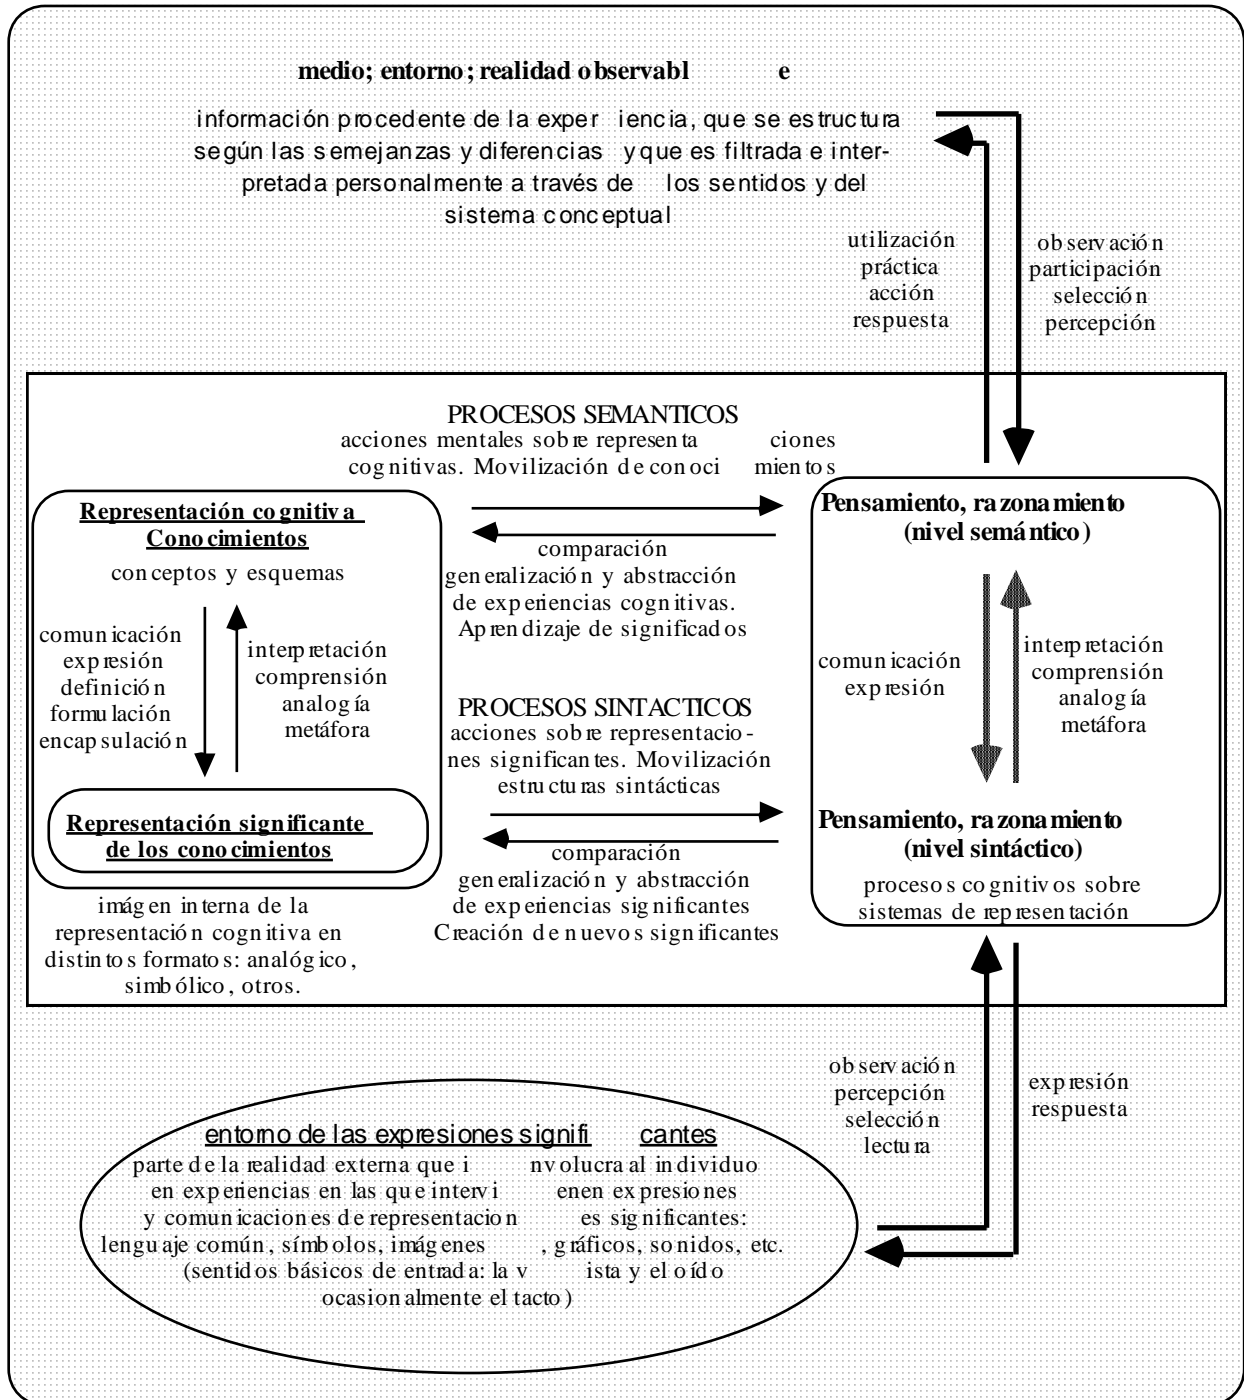 medio; entorno; realidad observable
información procedente de la experiencia, que se estructura
según las semejanzas y diferencias y que es filtrada e inter-
pretada personalmente a través de los sentidos y del
sistema conceptual
utilización
práctica
acción
respuesta
observación
participación
selección
percepción
PROCESOS SEMANTICOS
acciones mentales sobre representaciones
cognitivas. Movilización de conocimientos
Representación cognitiva
Conocimientos
conceptos y esquemas
comunicación
expresión
definición
formulación
encapsulación
interpretación
comprensión
analogía
metáfora
comparación
generalización y abstracción
de experiencias cognitivas.
Aprendizaje de significados
Pensamiento, razonamiento
(nivel semántico)
comunicación
expresión
interpretación
comprensión
analogía
metáfora
PROCESOS SINTACTICOS
acciones sobre representacio-
nes significantes. Movilización
estructuras sintácticas
Representación significante
de los conocimientos
imágen interna de la
representación cognitiva en
distintos formatos: analógico,
simbólico, otros.
comparación
generalización y abstracción
de experiencias significantes
Creación de nuevos significantes
Pensamiento, razonamiento
(nivel sintáctico)
procesos cognitivos sobre
sistemas de representación
observación
percepción
selección
lectura
expresión
respuesta
entorno de las expresiones significantes
parte de la realidad externa que involucra al individuo
en experiencias en las que intervienen expresiones
y comunicaciones de representaciones significantes:
lenguaje común, símbolos, imágenes, gráficos, sonidos, etc.
(sentidos básicos de entrada: la vista y el oído
ocasionalmente el tacto)